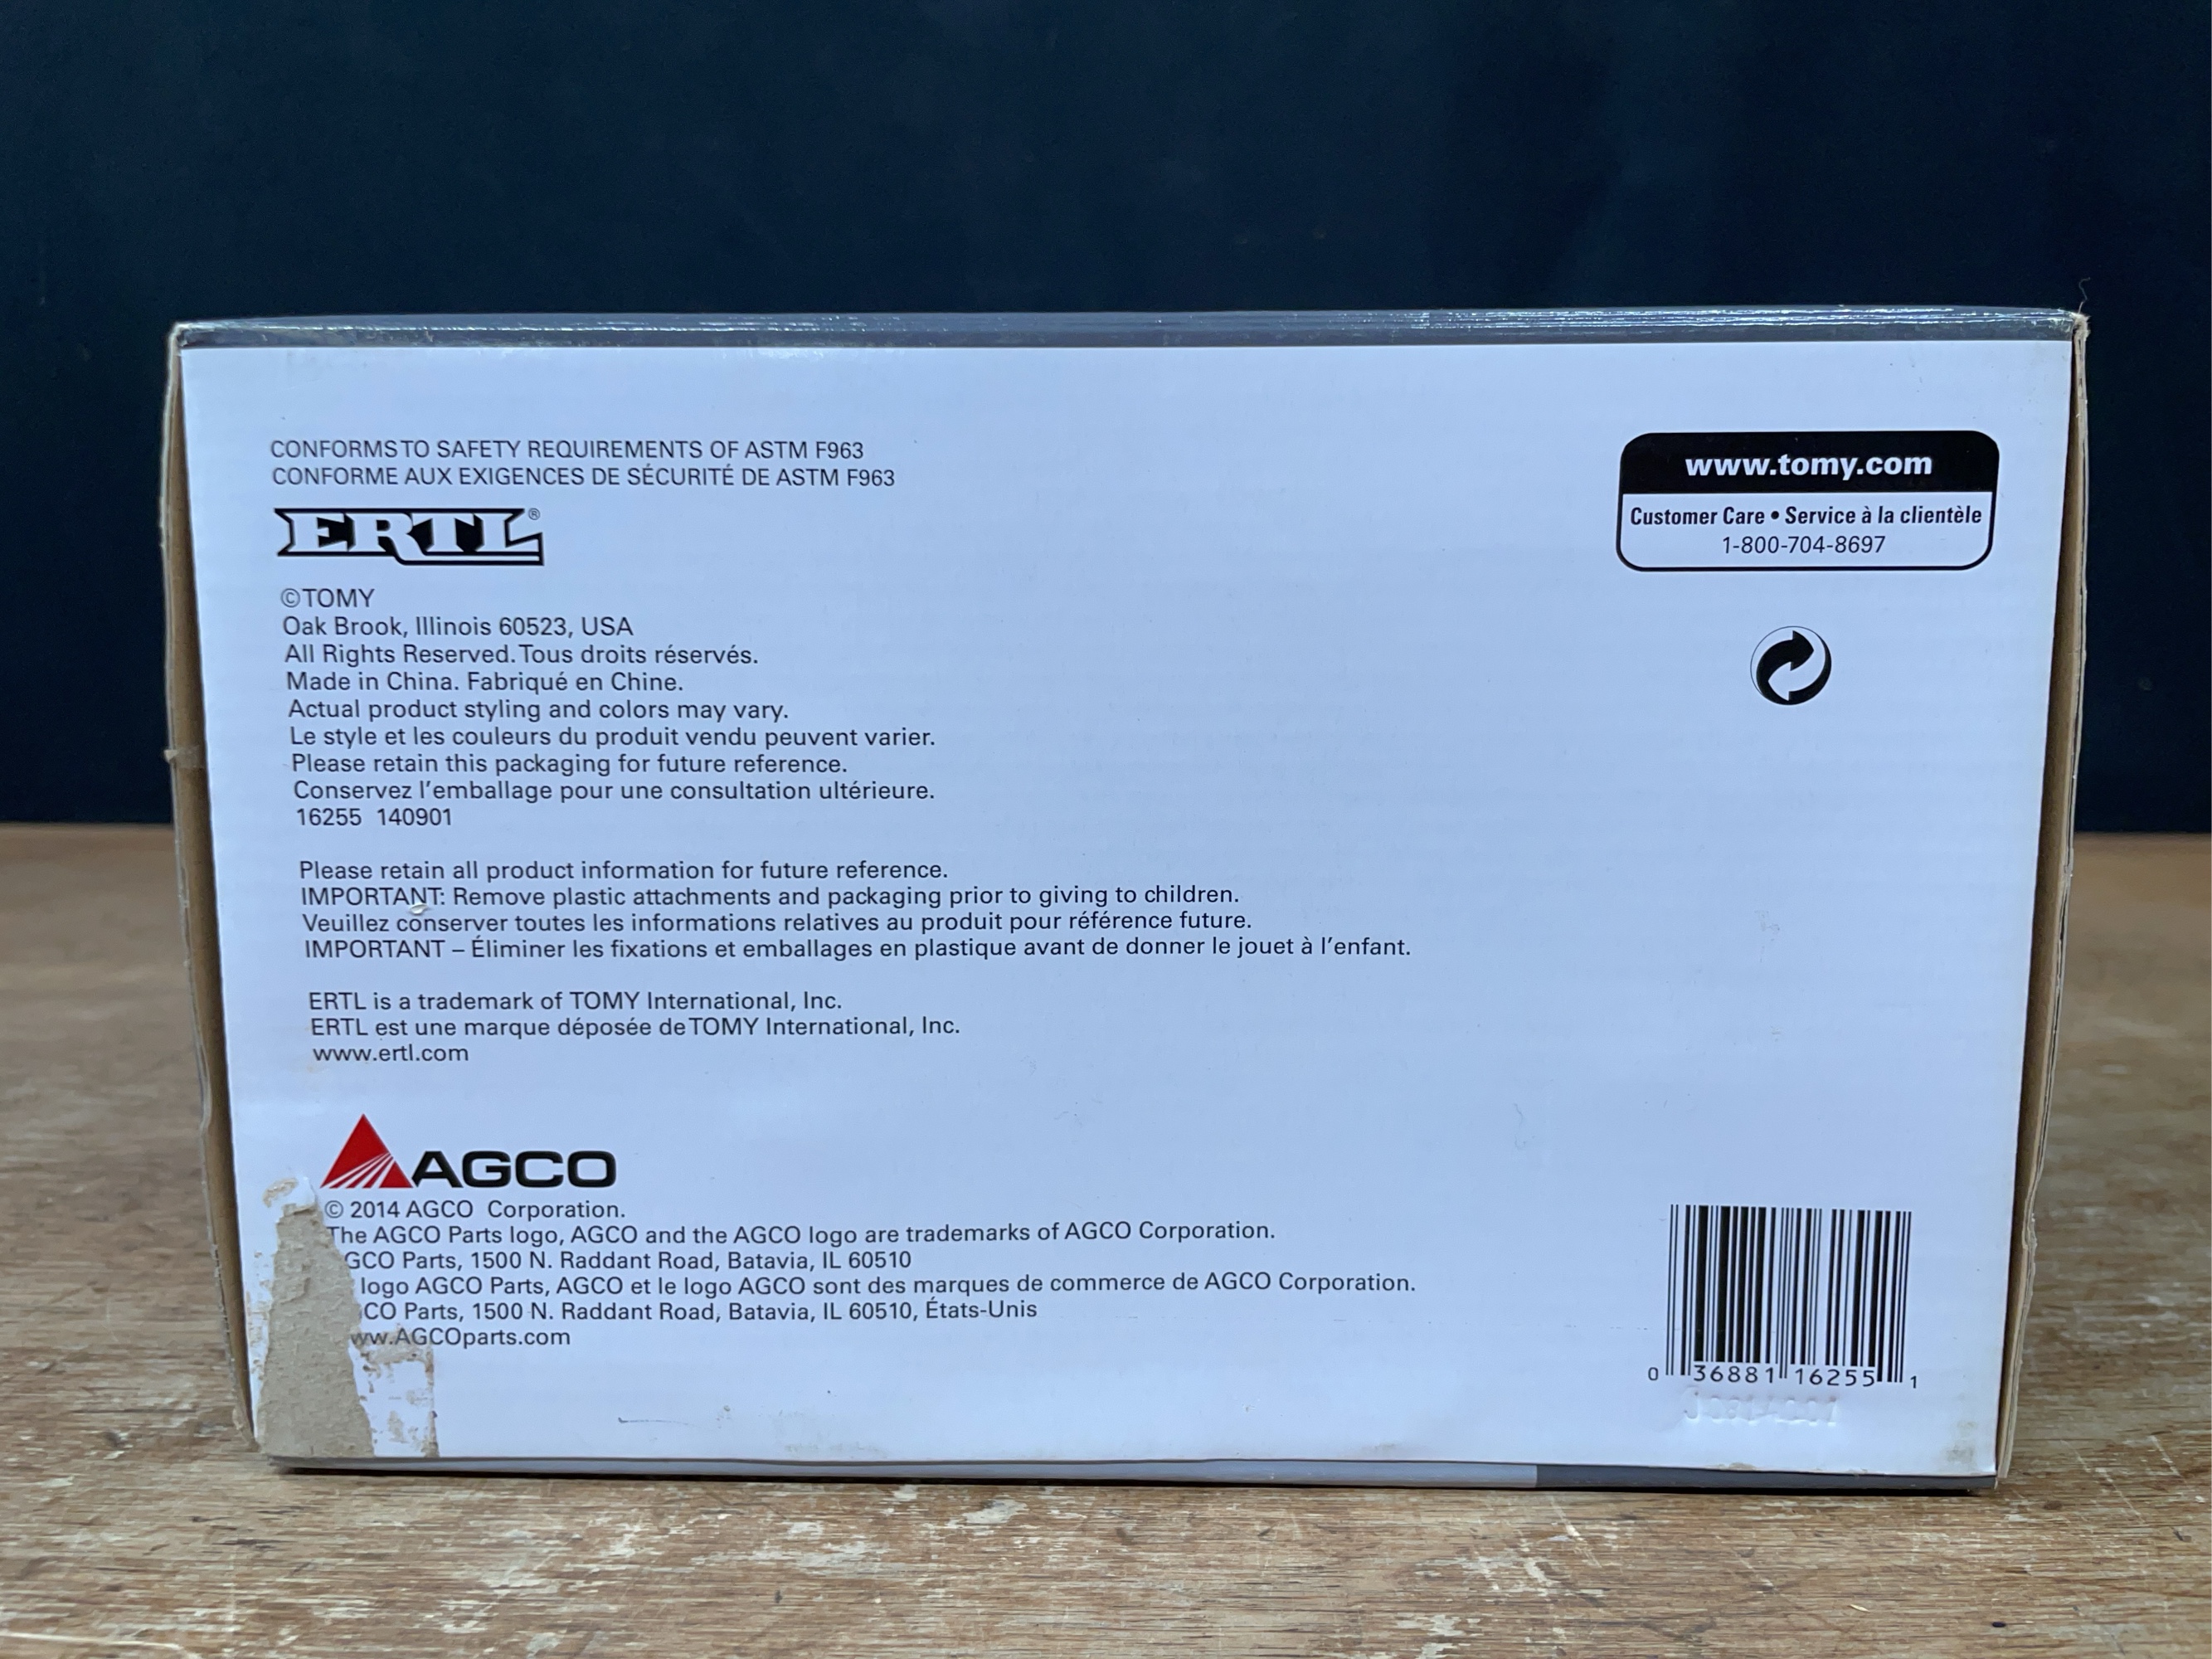 CONFORMS TO SAFETY REQUIREMENTS OF ASTM F963
CONFORME AUX EXIGENCES DE SÉCURITÉ DE ASTM F963
ERTL®
©TOMY
Oak Brook, Illinois 60523, USA
All Rights Reserved. Tous droits réservés.
Made in China. Fabriqué en Chine.
Actual product styling and colors may vary.
Le style et les couleurs du produit vendu peuvent varier.
Please retain this packaging for future reference.
Conservez l'emballage pour une consultation ultérieure.
16255 140901
Please retain all product information for future reference.
IMPORTANT: Remove plastic attachments and packaging prior to giving to children.
Veuillez conserver toutes les informations relatives au produit pour référence future.
IMPORTANT – Éliminer les fixations et emballages en plastique avant de donner le jouet à l'enfant.
ERTL is a trademark of TOMY International, Inc.
ERTL est une marque déposée de TOMY International, Inc.
www.ertl.com
AGCO
© 2014 AGCO Corporation.
The AGCO Parts logo, AGCO and the AGCO logo are trademarks of AGCO Corporation.
GCO Parts, 1500 N. Raddant Road, Batavia, IL 60510
logo AGCO Parts, AGCO et le logo AGCO sont des marques de commerce de AGCO Corporation.
CO Parts, 1500 N. Raddant Road, Batavia, IL 60510, États-Unis
ww.AGCOparts.com
www.tomy.com
Customer Care • Service à la clientèle
1-800-704-8697
0 36881 16255 1